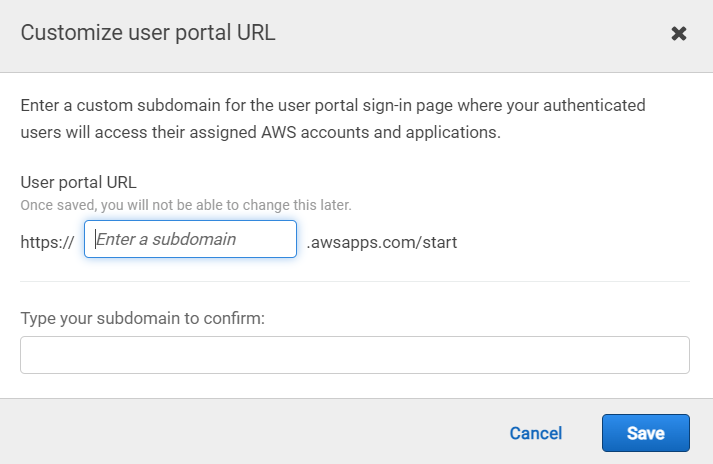 Customize user portal URL
Enter a custom subdomain for the user portal sign-in page where your authenticated
users will access their assigned AWS accounts and applications.
User portal URL
Once saved, you will not be able to change this later.
https:// Enter a subdomain .awsapps.com/start
Type your subdomain to confirm:
Cancel Save